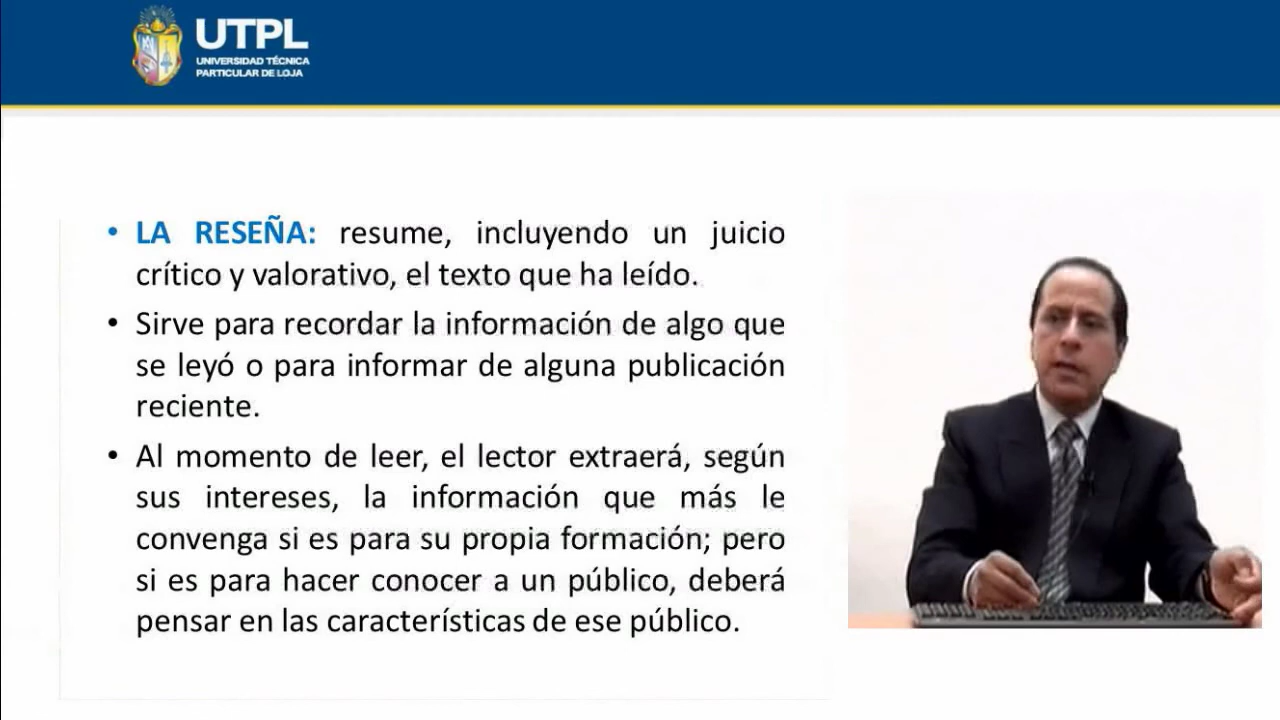 UTPL
UNIVERSIDAD TÉCNICA
PARTICULAR DE LOJA
• LA RESEÑA: resume, incluyendo un juicio
crítico y valorativo, el texto que ha leído.
• Sirve para recordar la información de algo que
se leyó o para informar de alguna publicación
reciente.
• Al momento de leer, el lector extraerá, según
sus intereses, la información que más le
convenga si es para su propia formación; pero
si es para hacer conocer a un público, deberá
pensar en las características de ese público.